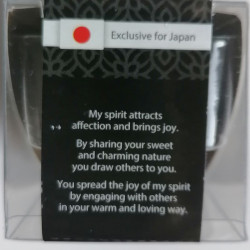 Exclusive for Japan
My spirit attracts
affection and brings joy.
By sharing your sweet
and charming nature
you draw others to you.
You spread the joy of my spirit
by engaging with others
in your warm and loving way.